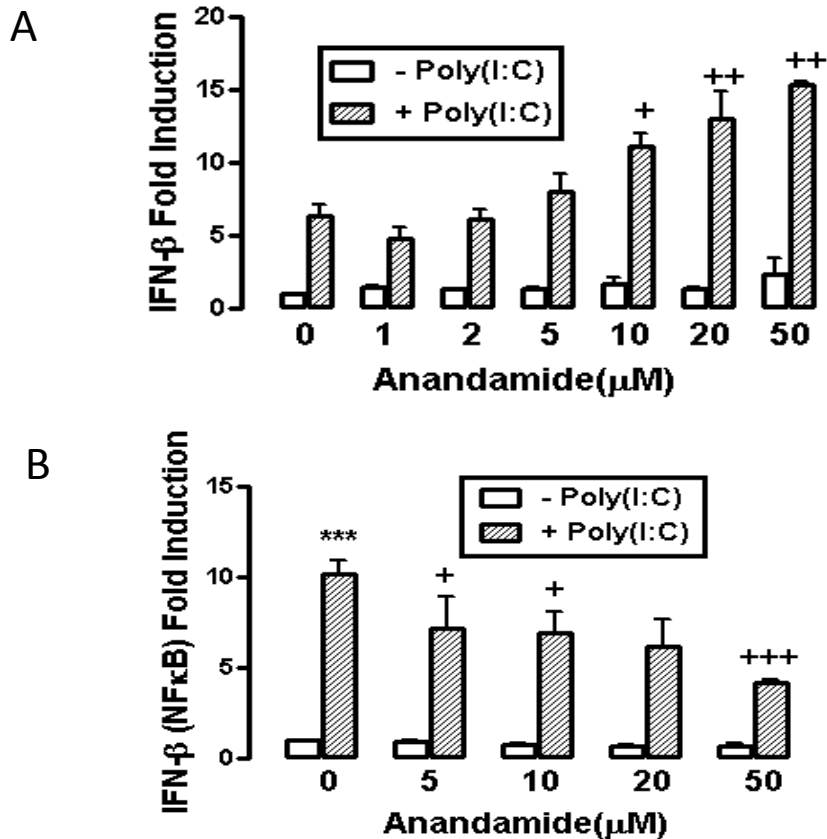 A
IFN-β Fold Induction
20
15
10
5
0
- Poly(I:C)
+ Poly(I:C)
+
++
++
0 1 2 5 10 20 50
Anandamide(µM)
B
IFN-β (NFκB) Fold Induction
15
10
5
0
- Poly(I:C)
+ Poly(I:C)
***
+
+
+++
0 5 10 20 50
Anandamide(µM)